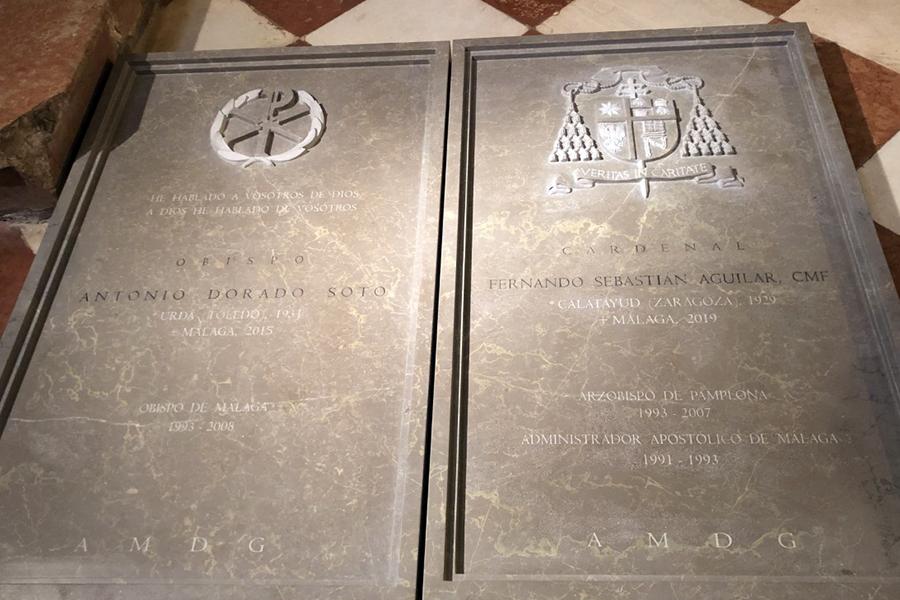 HE HABLADO A VOSOTROS DE DIOS,
A DIOS HE HABLADO DE VOSOTROS
OBISPO
ANTONIO DORADO SOTO
* URDA (TOLEDO), 1931
+ MÁLAGA, 2015
OBISPO DE MÁLAGA
1993 - 2008
A M D G
VERITAS IN CARITATE
CARDENAL
FERNANDO SEBASTIÁN AGUILAR, CMF
* CALATAYUD (ZARAGOZA), 1929
+ MÁLAGA, 2019
ARZOBISPO DE PAMPLONA
1993 - 2007
ADMINISTRADOR APOSTÓLICO DE MÁLAGA
1991 - 1993
A M D G